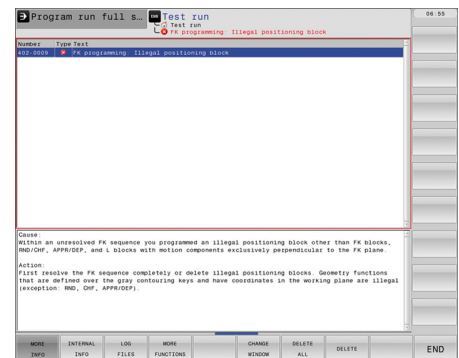 Program run full s…
Test run
06:55
Test
run
FK programming: Illegal positioning block
Number Type Text
402-0009 FK programming: Illegal positioning block
Cause:
Within an unresolved FK sequence you programmed an illegal positioning block other than FK blocks,
RND/CHF, APPR/DEP, and L blocks with motion components exclusively perpendicular to the FK plane.
Action:
First resolve the FK sequence completely or delete illegal positioning blocks. Geometry functions
that are defined over the gray contouring keys and have coordinates in the working plane are illegal
(exception: RND, CHF, APPR/DEP).
MORE INTERNAL LOG MORE CHANGE DELETE DELETE END
INFO INFO FILES FUNCTIONS WINDOW ALL